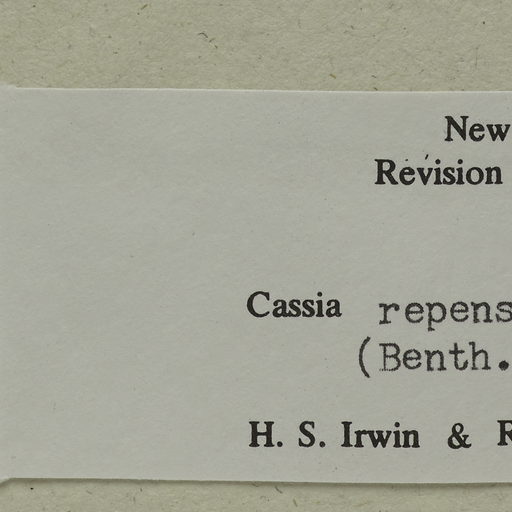 New
Revision
Cassia repens
(Benth.
H. S. Irwin & R